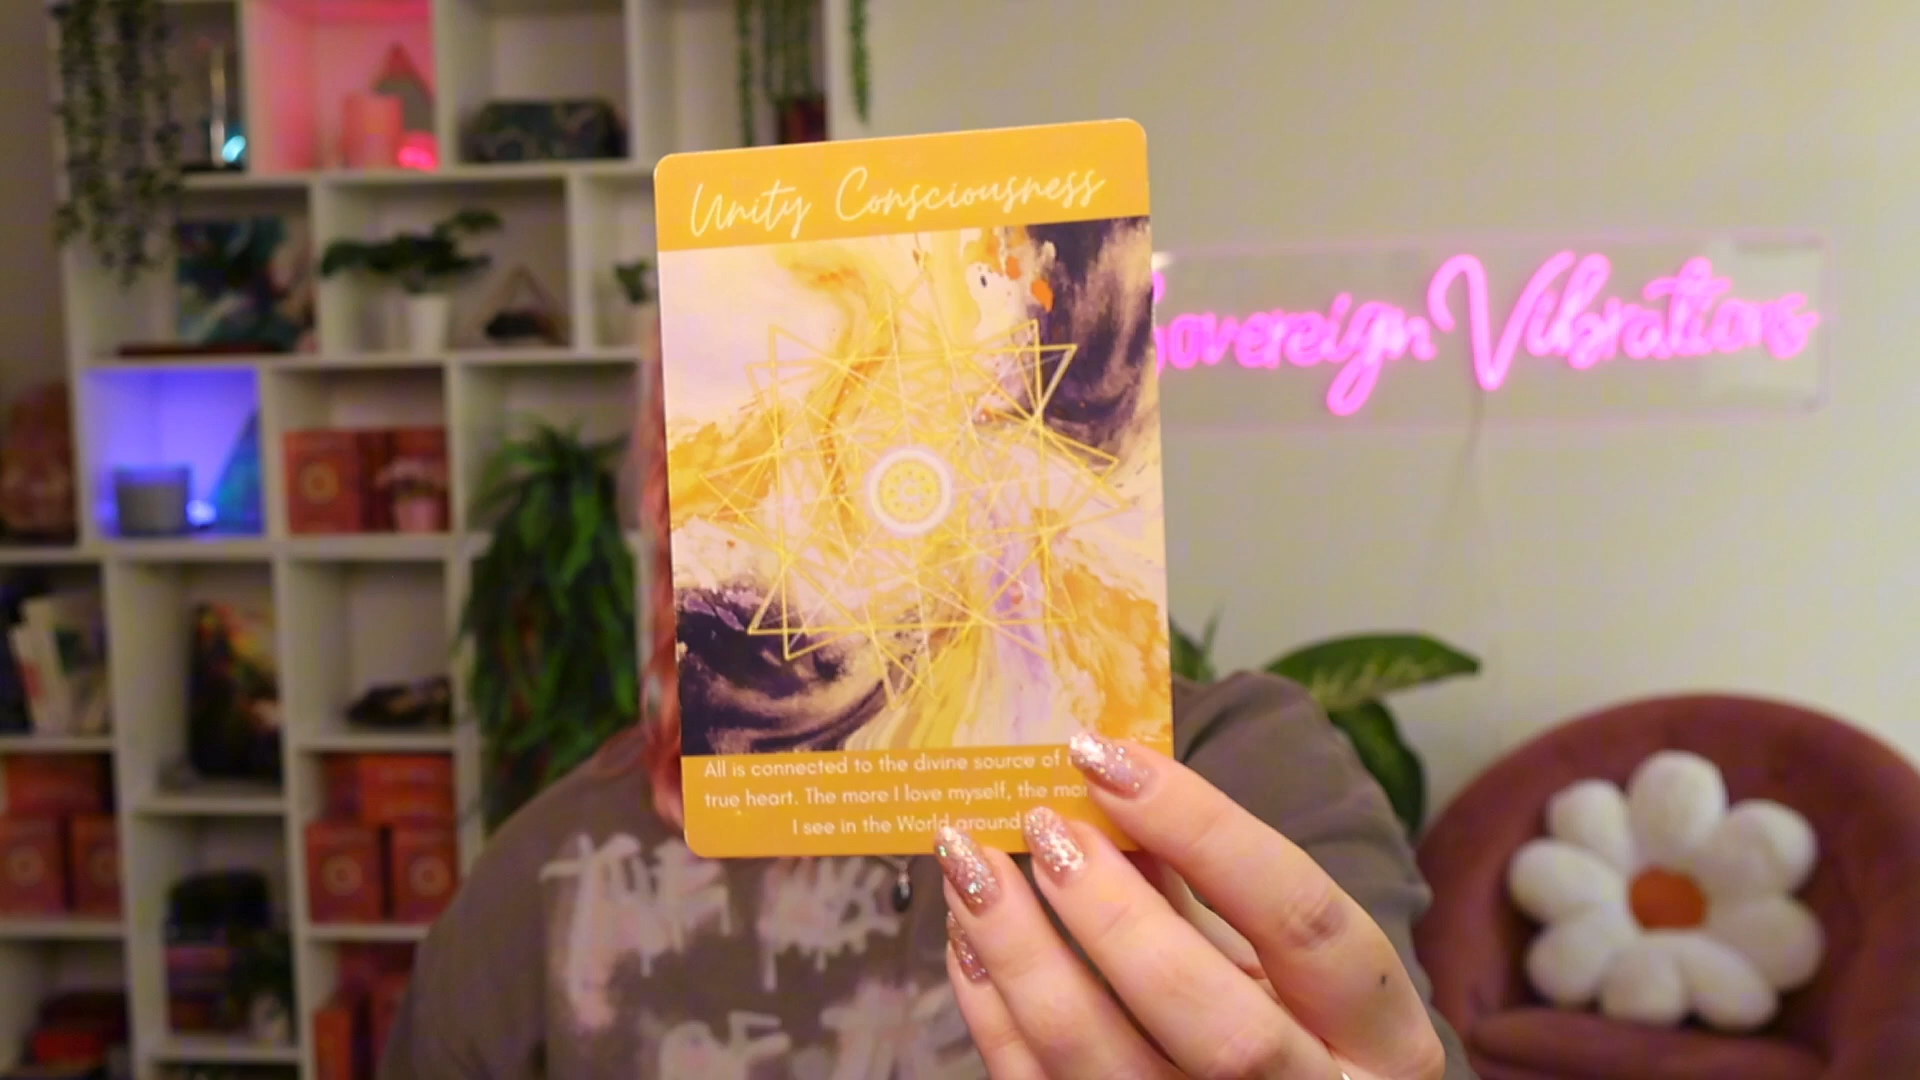 Unity Consciousness
Sovereign Vibrations
All is connected to the divine source of
true heart. The more I love myself, the
I see in the World around